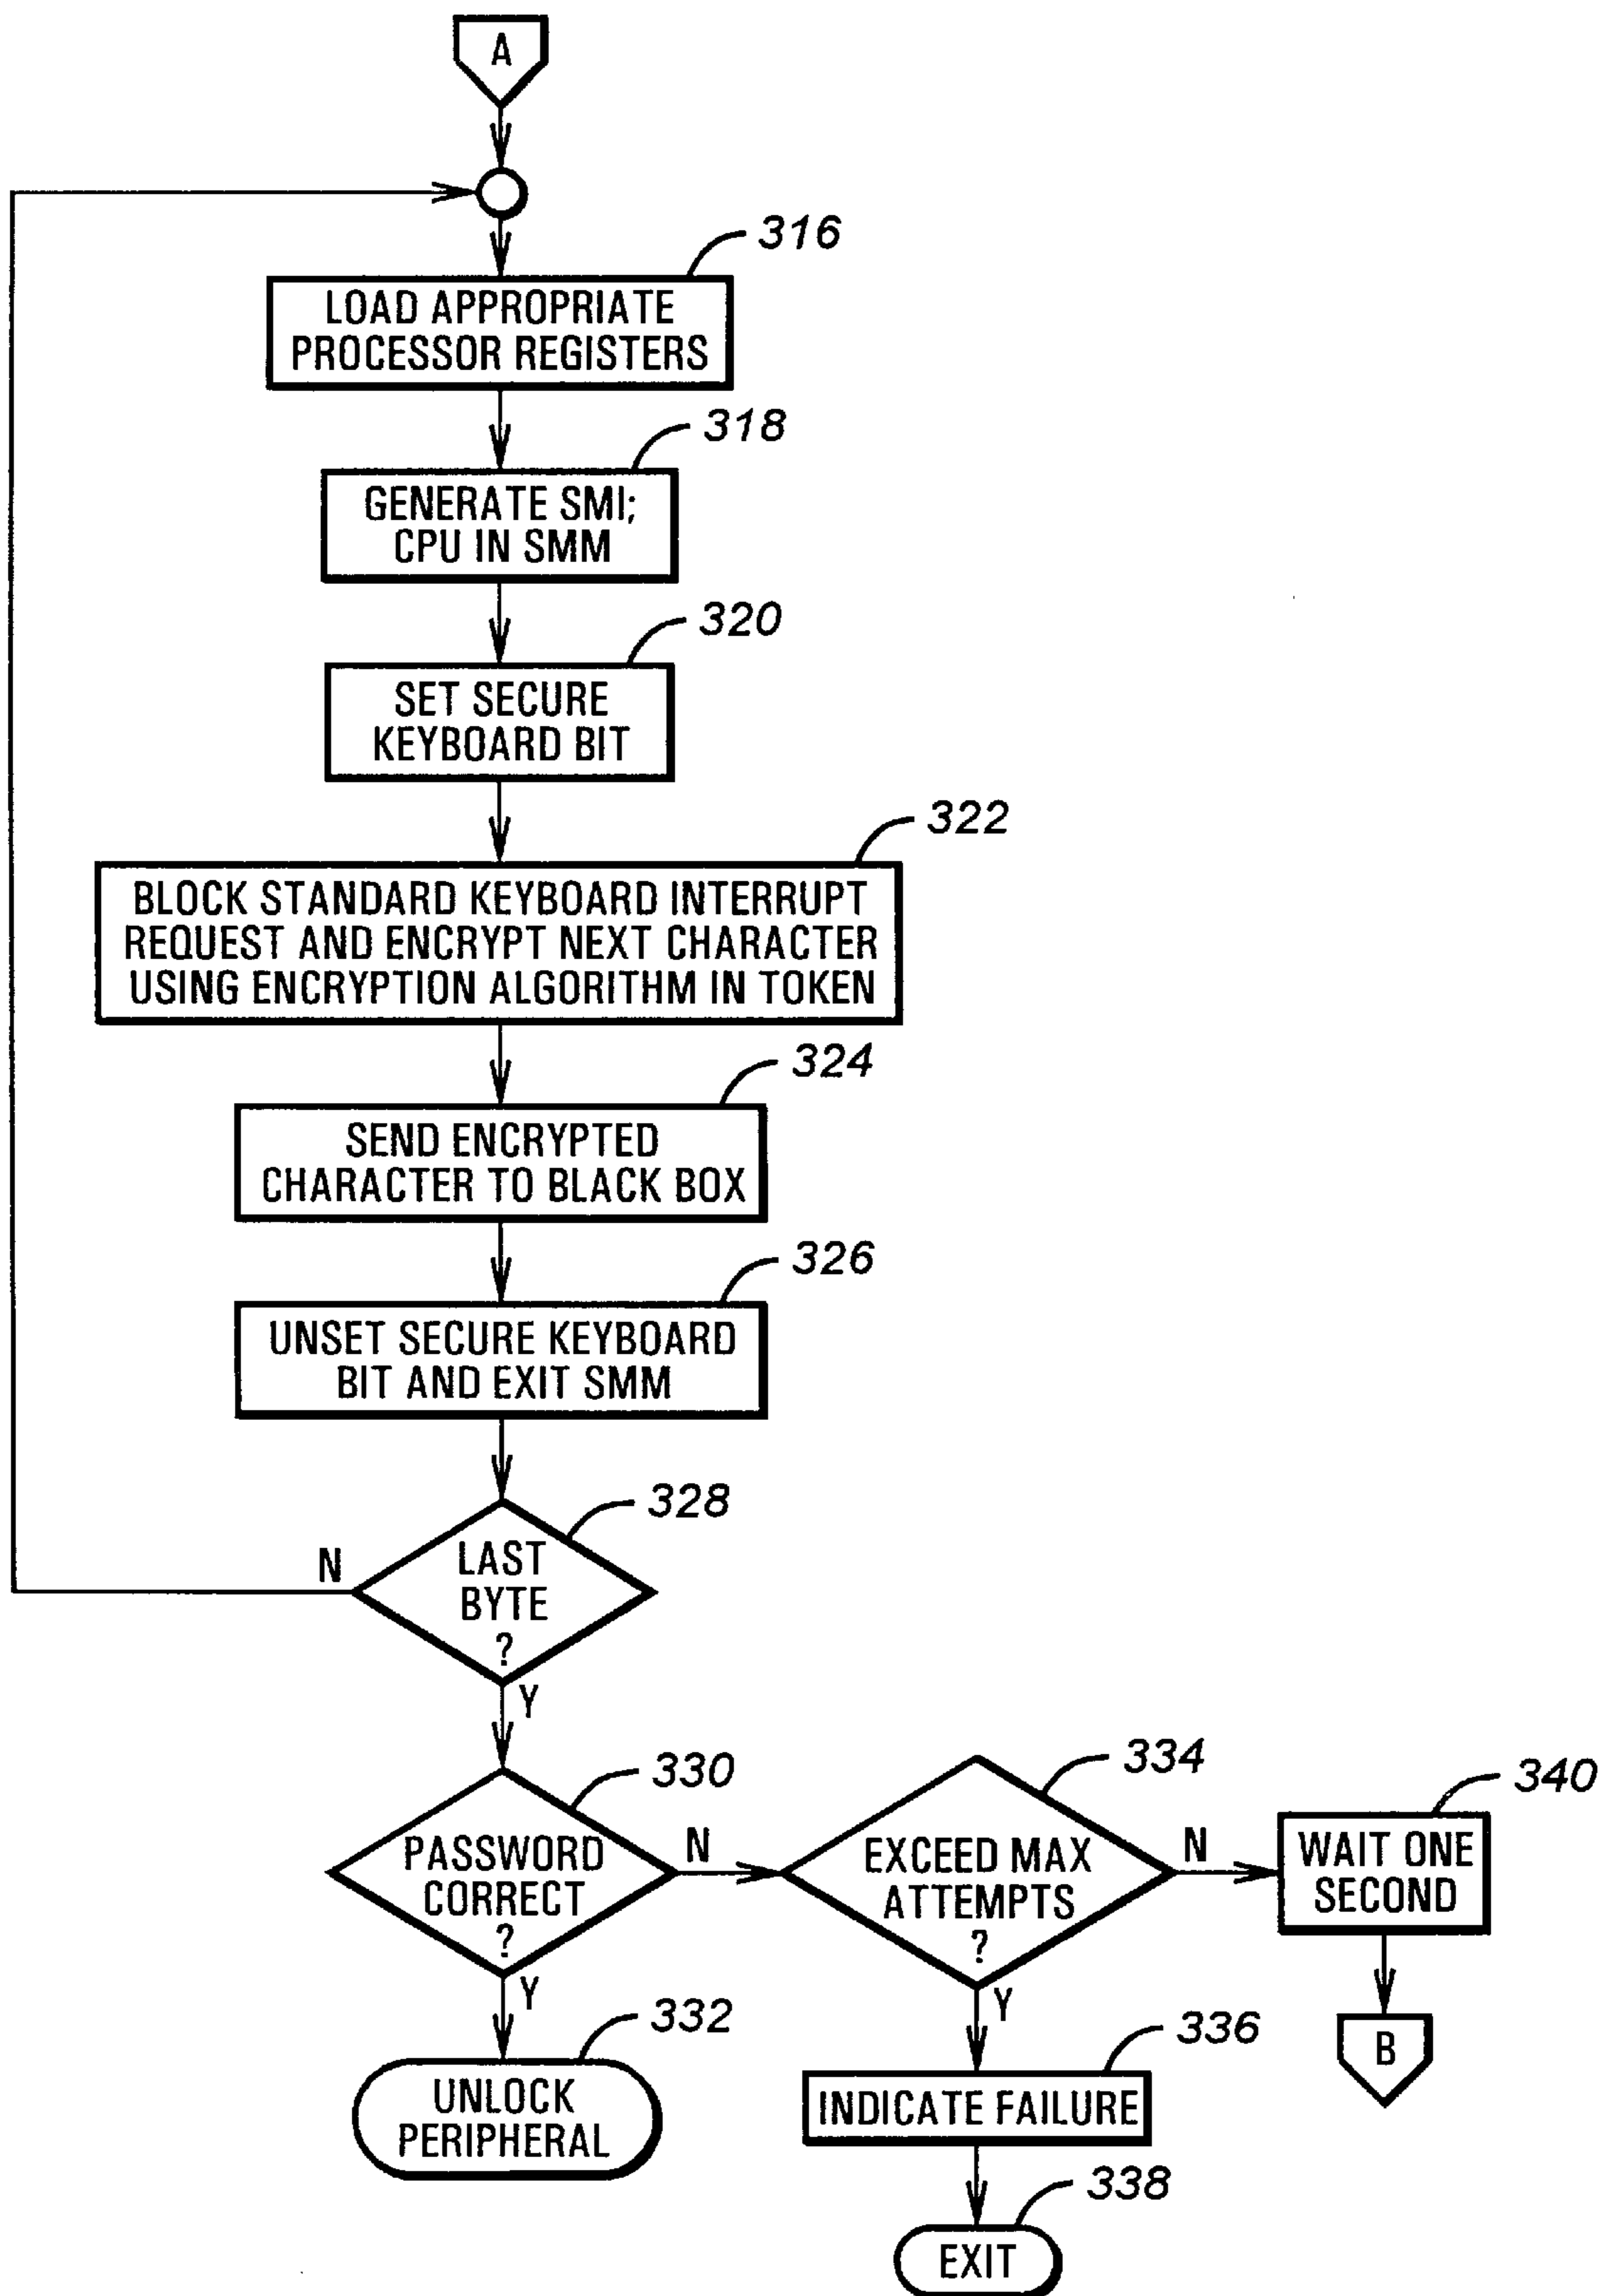 A
316
LOAD APPROPRIATE
PROCESSOR REGISTERS
318
GENERATE SMI;
CPU IN SMM
320
SET SECURE
KEYBOARD BIT
322
BLOCK STANDARD KEYBOARD INTERRUPT
REQUEST AND ENCRYPT NEXT CHARACTER
USING ENCRYPTION ALGORITHM IN TOKEN
324
SEND ENCRYPTED
CHARACTER TO BLACK BOX
326
UNSET SECURE KEYBOARD
BIT AND EXIT SMM
328
LAST
BYTE
?
N
Y
330
PASSWORD
CORRECT
?
N
Y
332
UNLOCK
PERIPHERAL
334
EXCEED MAX
ATTEMPTS
?
N
Y
336
INDICATE FAILURE
338
EXIT
340
WAIT ONE
SECOND
B